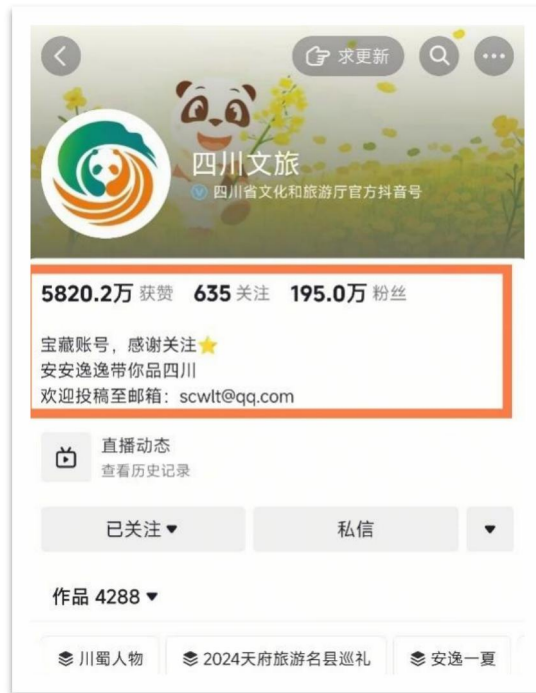 求更新
四川文旅
四川省文化和旅游厅官方抖音号
5820.2万 获赞 635 关注 195.0万 粉丝
宝藏账号，感谢关注⭐
安安逸逸带你品四川
欢迎投稿至邮箱：scwlt@qq.com
直播动态
查看历史记录
已关注 私信
作品 4288
川蜀人物 2024天府旅游名县巡礼 安逸一夏